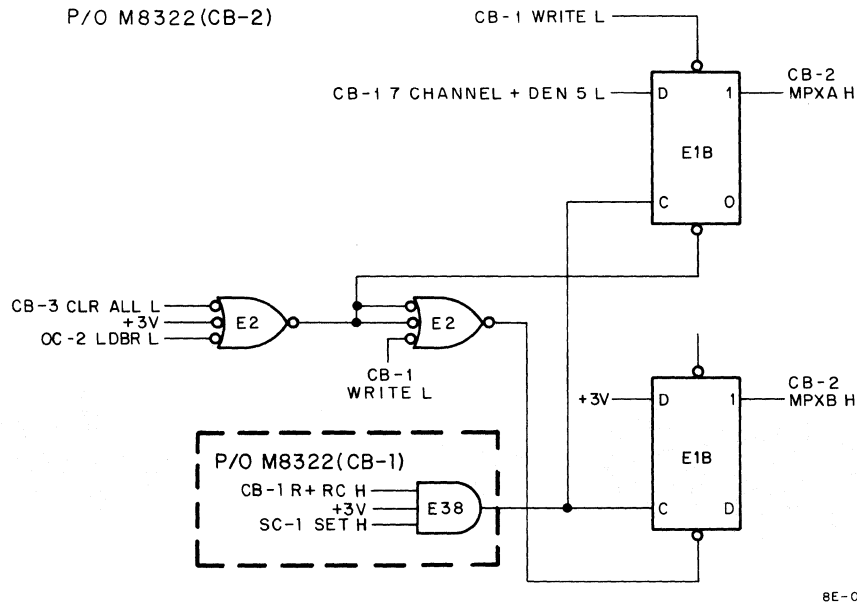 P/O M8322(CB-2)
CB-1 WRITE L
CB-1 7 CHANNEL + DEN 5 L
D 1
CB-2
MPXA H
E1B
C 0
CB-3 CLR ALL L
+3V
OC-2 LDBR L
E2
E2
CB-1
WRITE L
+3V
D 1
CB-2
MPXB H
E1B
C D
P/O M8322(CB-1)
CB-1 R+RC H
+3V
SC-1 SET H
E38
8E-0